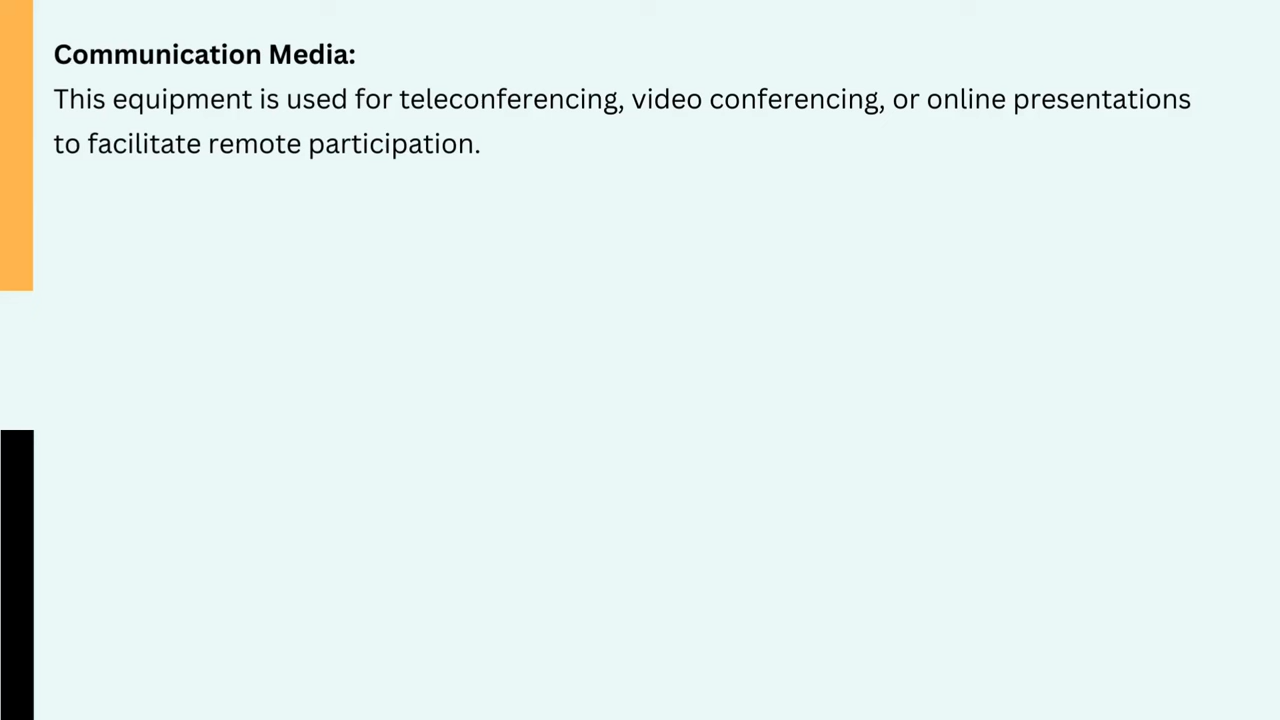 Communication Media:
This equipment is used for teleconferencing, video conferencing, or online presentations
to facilitate remote participation.